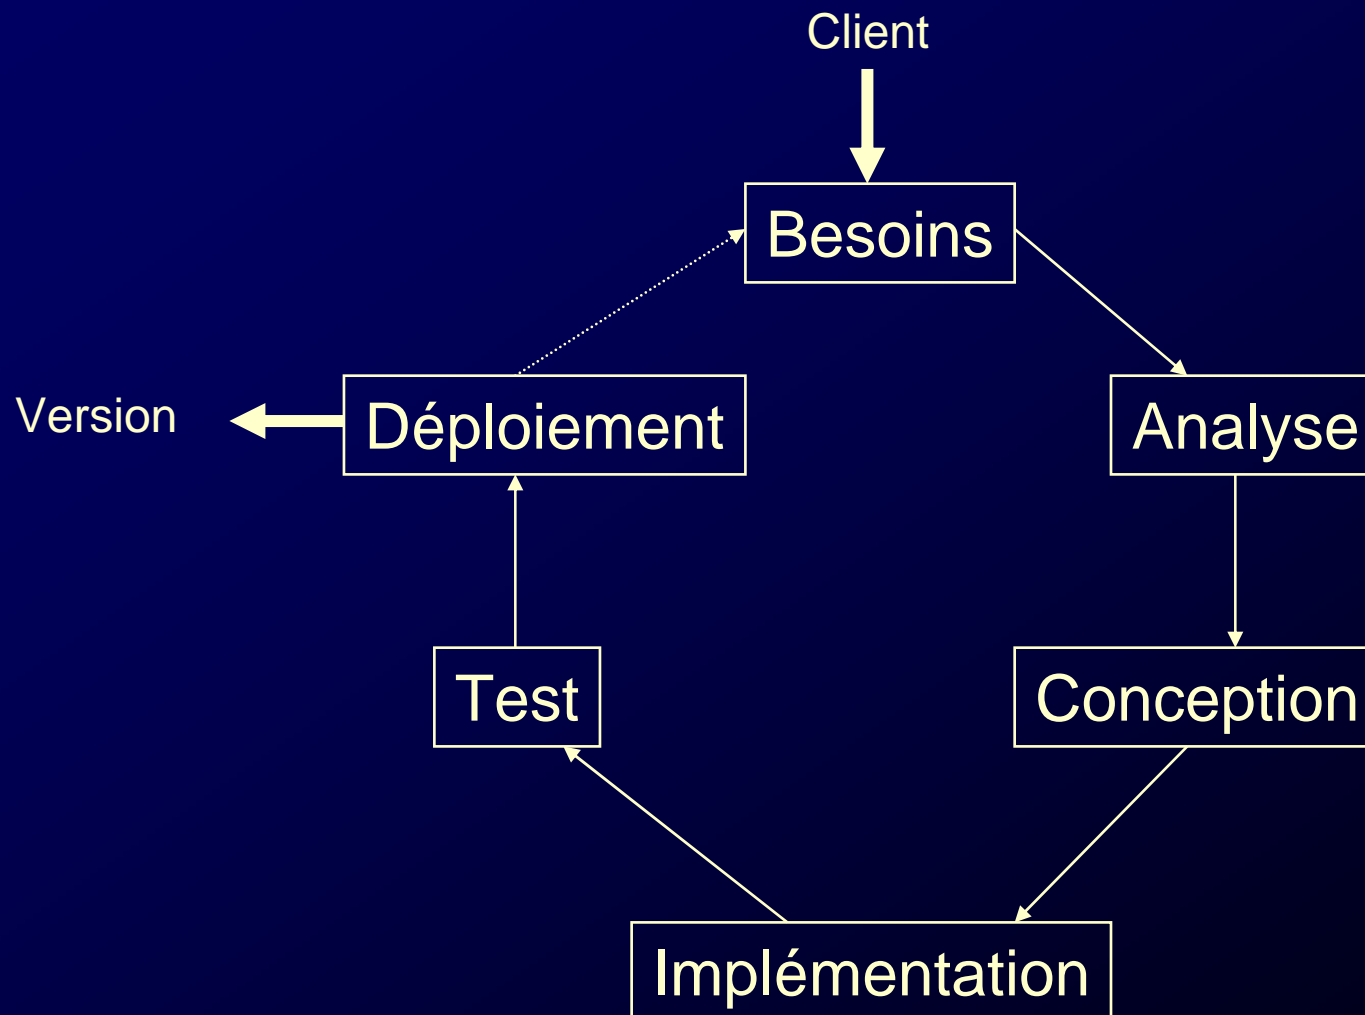 Client
Besoins
Version
Déploiement
Analyse
Test
Conception
Implémentation